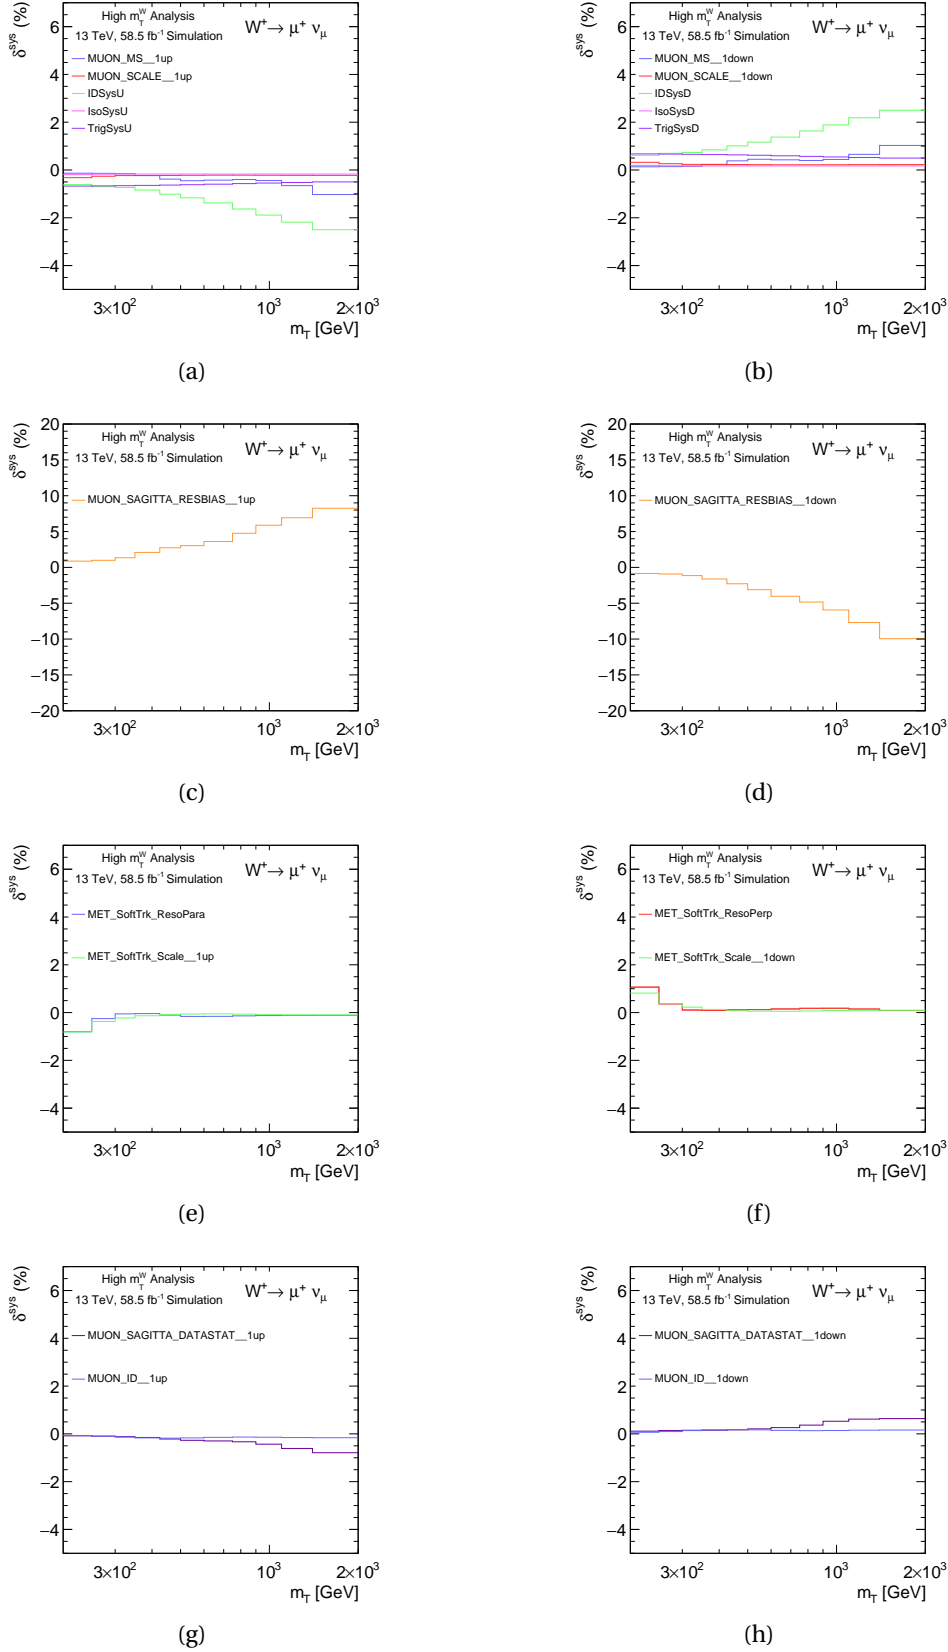 δ^sys (%)
6
4
2
0
−2
−4
High m_T^W Analysis
13 TeV, 58.5 fb^-1 Simulation
W^+ → μ^+ ν_μ
MUON_MS__1up
MUON_SCALE__1up
IDSysU
IsoSysU
TrigSysU
3×10^2
10^3
2×10^3
m_T [GeV]
(a)
δ^sys (%)
6
4
2
0
−2
−4
High m_T^W Analysis
13 TeV, 58.5 fb^-1 Simulation
W^+ → μ^+ ν_μ
MUON_MS__1down
MUON_SCALE__1down
IDSysD
IsoSysD
TrigSysD
3×10^2
10^3
2×10^3
m_T [GeV]
(b)
δ^sys (%)
20
15
10
5
0
−5
−10
−15
−20
High m_T^W Analysis
13 TeV, 58.5 fb^-1 Simulation
W^+ → μ^+ ν_μ
MUON_SAGITTA_RESBIAS__1up
3×10^2
10^3
2×10^3
m_T [GeV]
(c)
δ^sys (%)
20
15
10
5
0
−5
−10
−15
−20
High m_T^W Analysis
13 TeV, 58.5 fb^-1 Simulation
W^+ → μ^+ ν_μ
MUON_SAGITTA_RESBIAS__1down
3×10^2
10^3
2×10^3
m_T [GeV]
(d)
δ^sys (%)
6
4
2
0
−2
−4
High m_T^W Analysis
13 TeV, 58.5 fb^-1 Simulation
W^+ → μ^+ ν_μ
MET_SoftTrk_ResoPara
MET_SoftTrk_Scale__1up
3×10^2
10^3
2×10^3
m_T [GeV]
(e)
δ^sys (%)
6
4
2
0
−2
−4
High m_T^W Analysis
13 TeV, 58.5 fb^-1 Simulation
W^+ → μ^+ ν_μ
MET_SoftTrk_ResoPerp
MET_SoftTrk_Scale__1down
3×10^2
10^3
2×10^3
m_T [GeV]
(f)
δ^sys (%)
6
4
2
0
−2
−4
High m_T^W Analysis
13 TeV, 58.5 fb^-1 Simulation
W^+ → μ^+ ν_μ
MUON_SAGITTA_DATASTAT__1up
MUON_ID__1up
3×10^2
10^3
2×10^3
m_T [GeV]
(g)
δ^sys (%)
6
4
2
0
−2
−4
High m_T^W Analysis
13 TeV, 58.5 fb^-1 Simulation
W^+ → μ^+ ν_μ
MUON_SAGITTA_DATASTAT__1down
MUON_ID__1down
3×10^2
10^3
2×10^3
m_T [GeV]
(h)